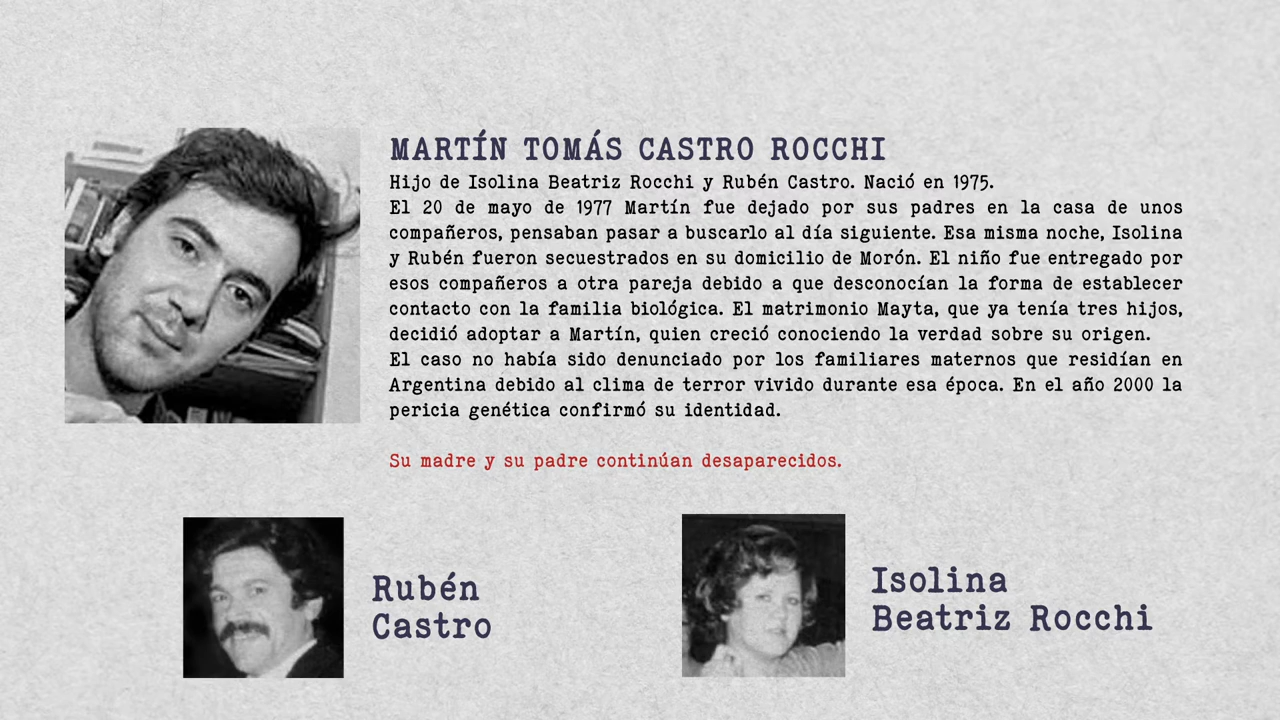 MARTÍN TOMÁS CASTRO ROCCHI
Hijo de Isolina Beatriz Rocchi y Rubén Castro. Nació en 1975.
El 20 de mayo de 1977 Martín fue dejado por sus padres en la casa de unos
compañeros, pensaban pasar a buscarlo al día siguiente. Esa misma noche, Isolina
y Rubén fueron secuestrados en su domicilio de Morón. El niño fue entregado por
esos compañeros a otra pareja debido a que desconocían la forma de establecer
contacto con la familia biológica. El matrimonio Mayta, que ya tenía tres hijos,
decidió adoptar a Martín, quien creció conociendo la verdad sobre su origen.
El caso no había sido denunciado por los familiares maternos que residían en
Argentina debido al clima de terror vivido durante esa época. En el año 2000 la
pericia genética confirmó su identidad.
Su madre y su padre continúan desaparecidos.
Rubén
Castro
Isolina
Beatriz Rocchi